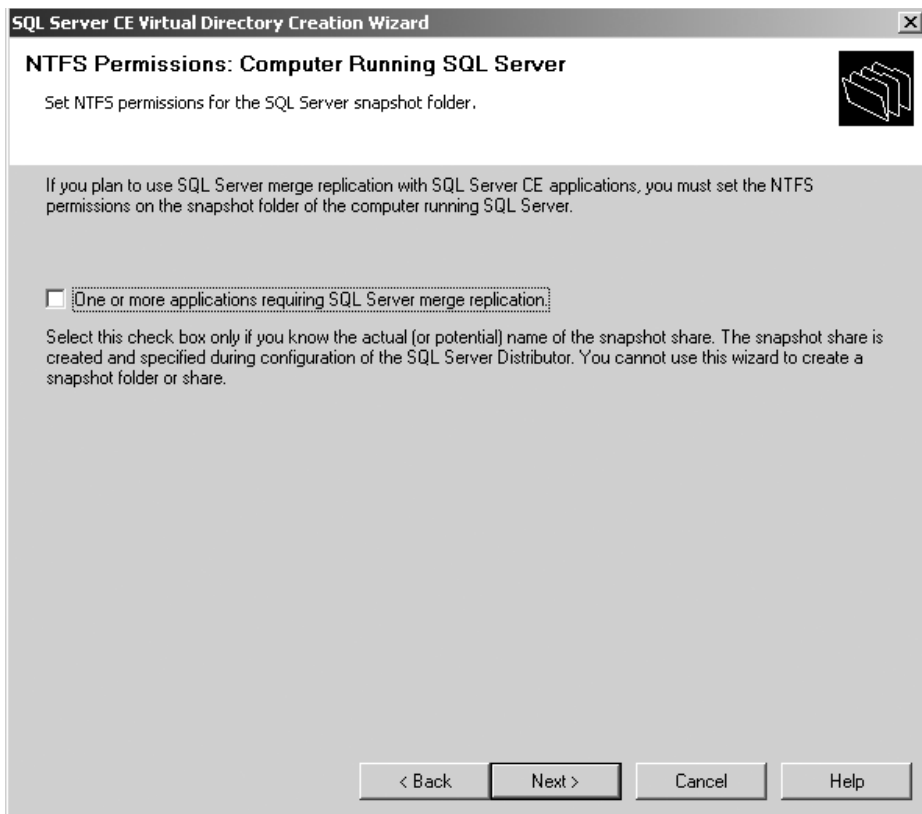 SQL Server CE Virtual Directory Creation Wizard
NTFS Permissions: Computer Running SQL Server
Set NTFS permissions for the SQL Server snapshot folder.
If you plan to use SQL Server merge replication with SQL Server CE applications, you must set the NTFS
permissions on the snapshot folder of the computer running SQL Server.
One or more applications requiring SQL Server merge replication.
Select this check box only if you know the actual (or potential) name of the snapshot share. The snapshot share is
created and specified during configuration of the SQL Server Distributor. You cannot use this wizard to create a
snapshot folder or share.
< Back Next > Cancel Help